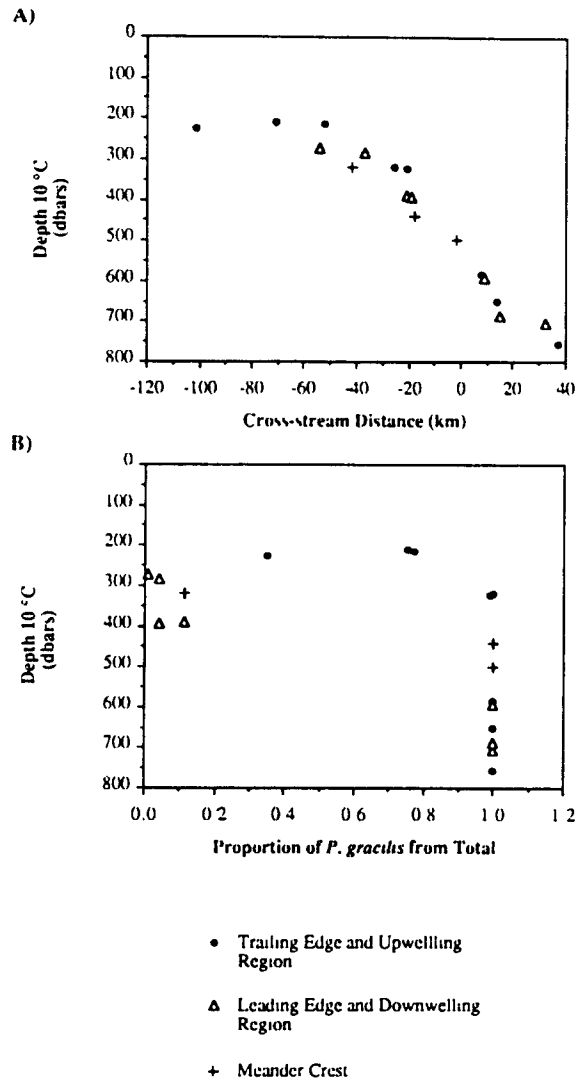 A)
0
100
200
300
400
500
600
700
800
Depth 10 °C
(dbars)
-120 -100 -80 -60 -40 -20 0 20 40
Cross-stream Distance (km)
B)
0
100
200
300
400
500
600
700
800
Depth 10 °C
(dbars)
0 0 0 2 0 4 0 6 0 8 1 0 1 2
Proportion of P. gracilis from Total
Trailing Edge and Upwellling
Region
Leading Edge and Downwelling
Region
Meander Crest